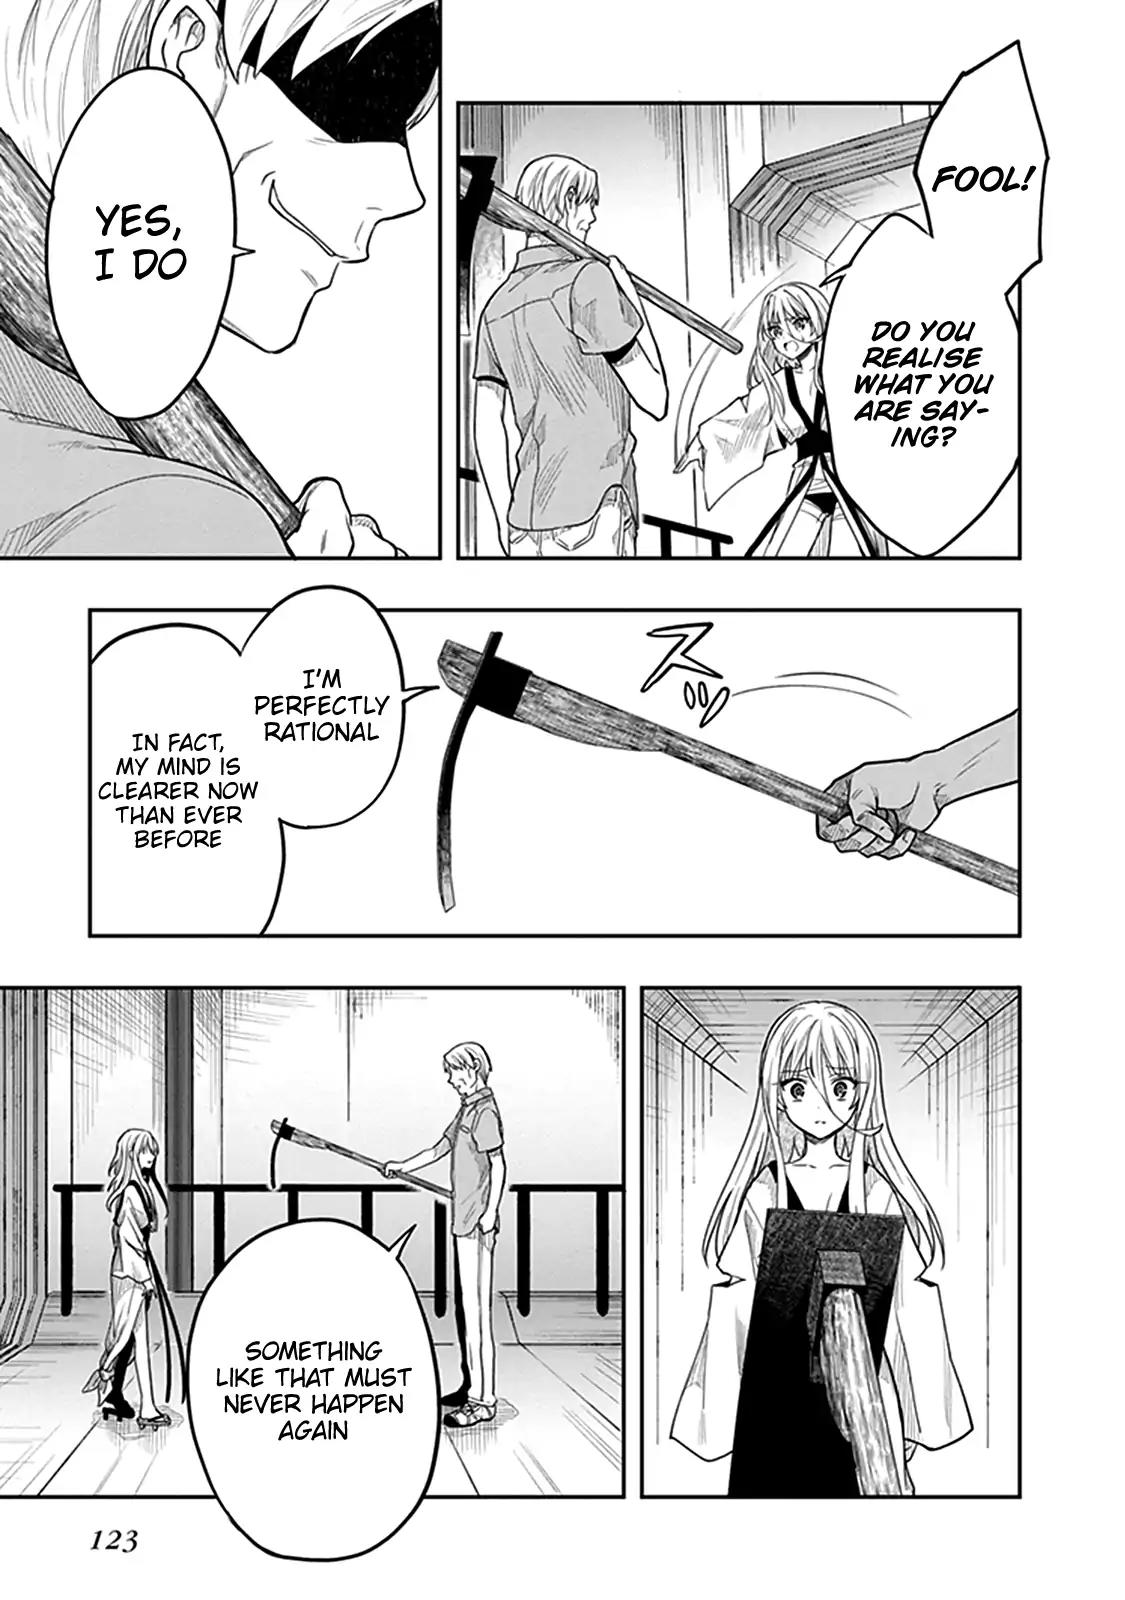 FOOL!
DO YOU
REALISE
WHAT YOU
ARE SAY-
ING?
YES,
I DO
ズッ
I'M
PERFECTLY
RATIONAL
IN FACT,
MY MIND IS
CLEARER NOW
THAN EVER
BEFORE
SOMETHING
LIKE THAT MUST
NEVER HAPPEN
AGAIN
123